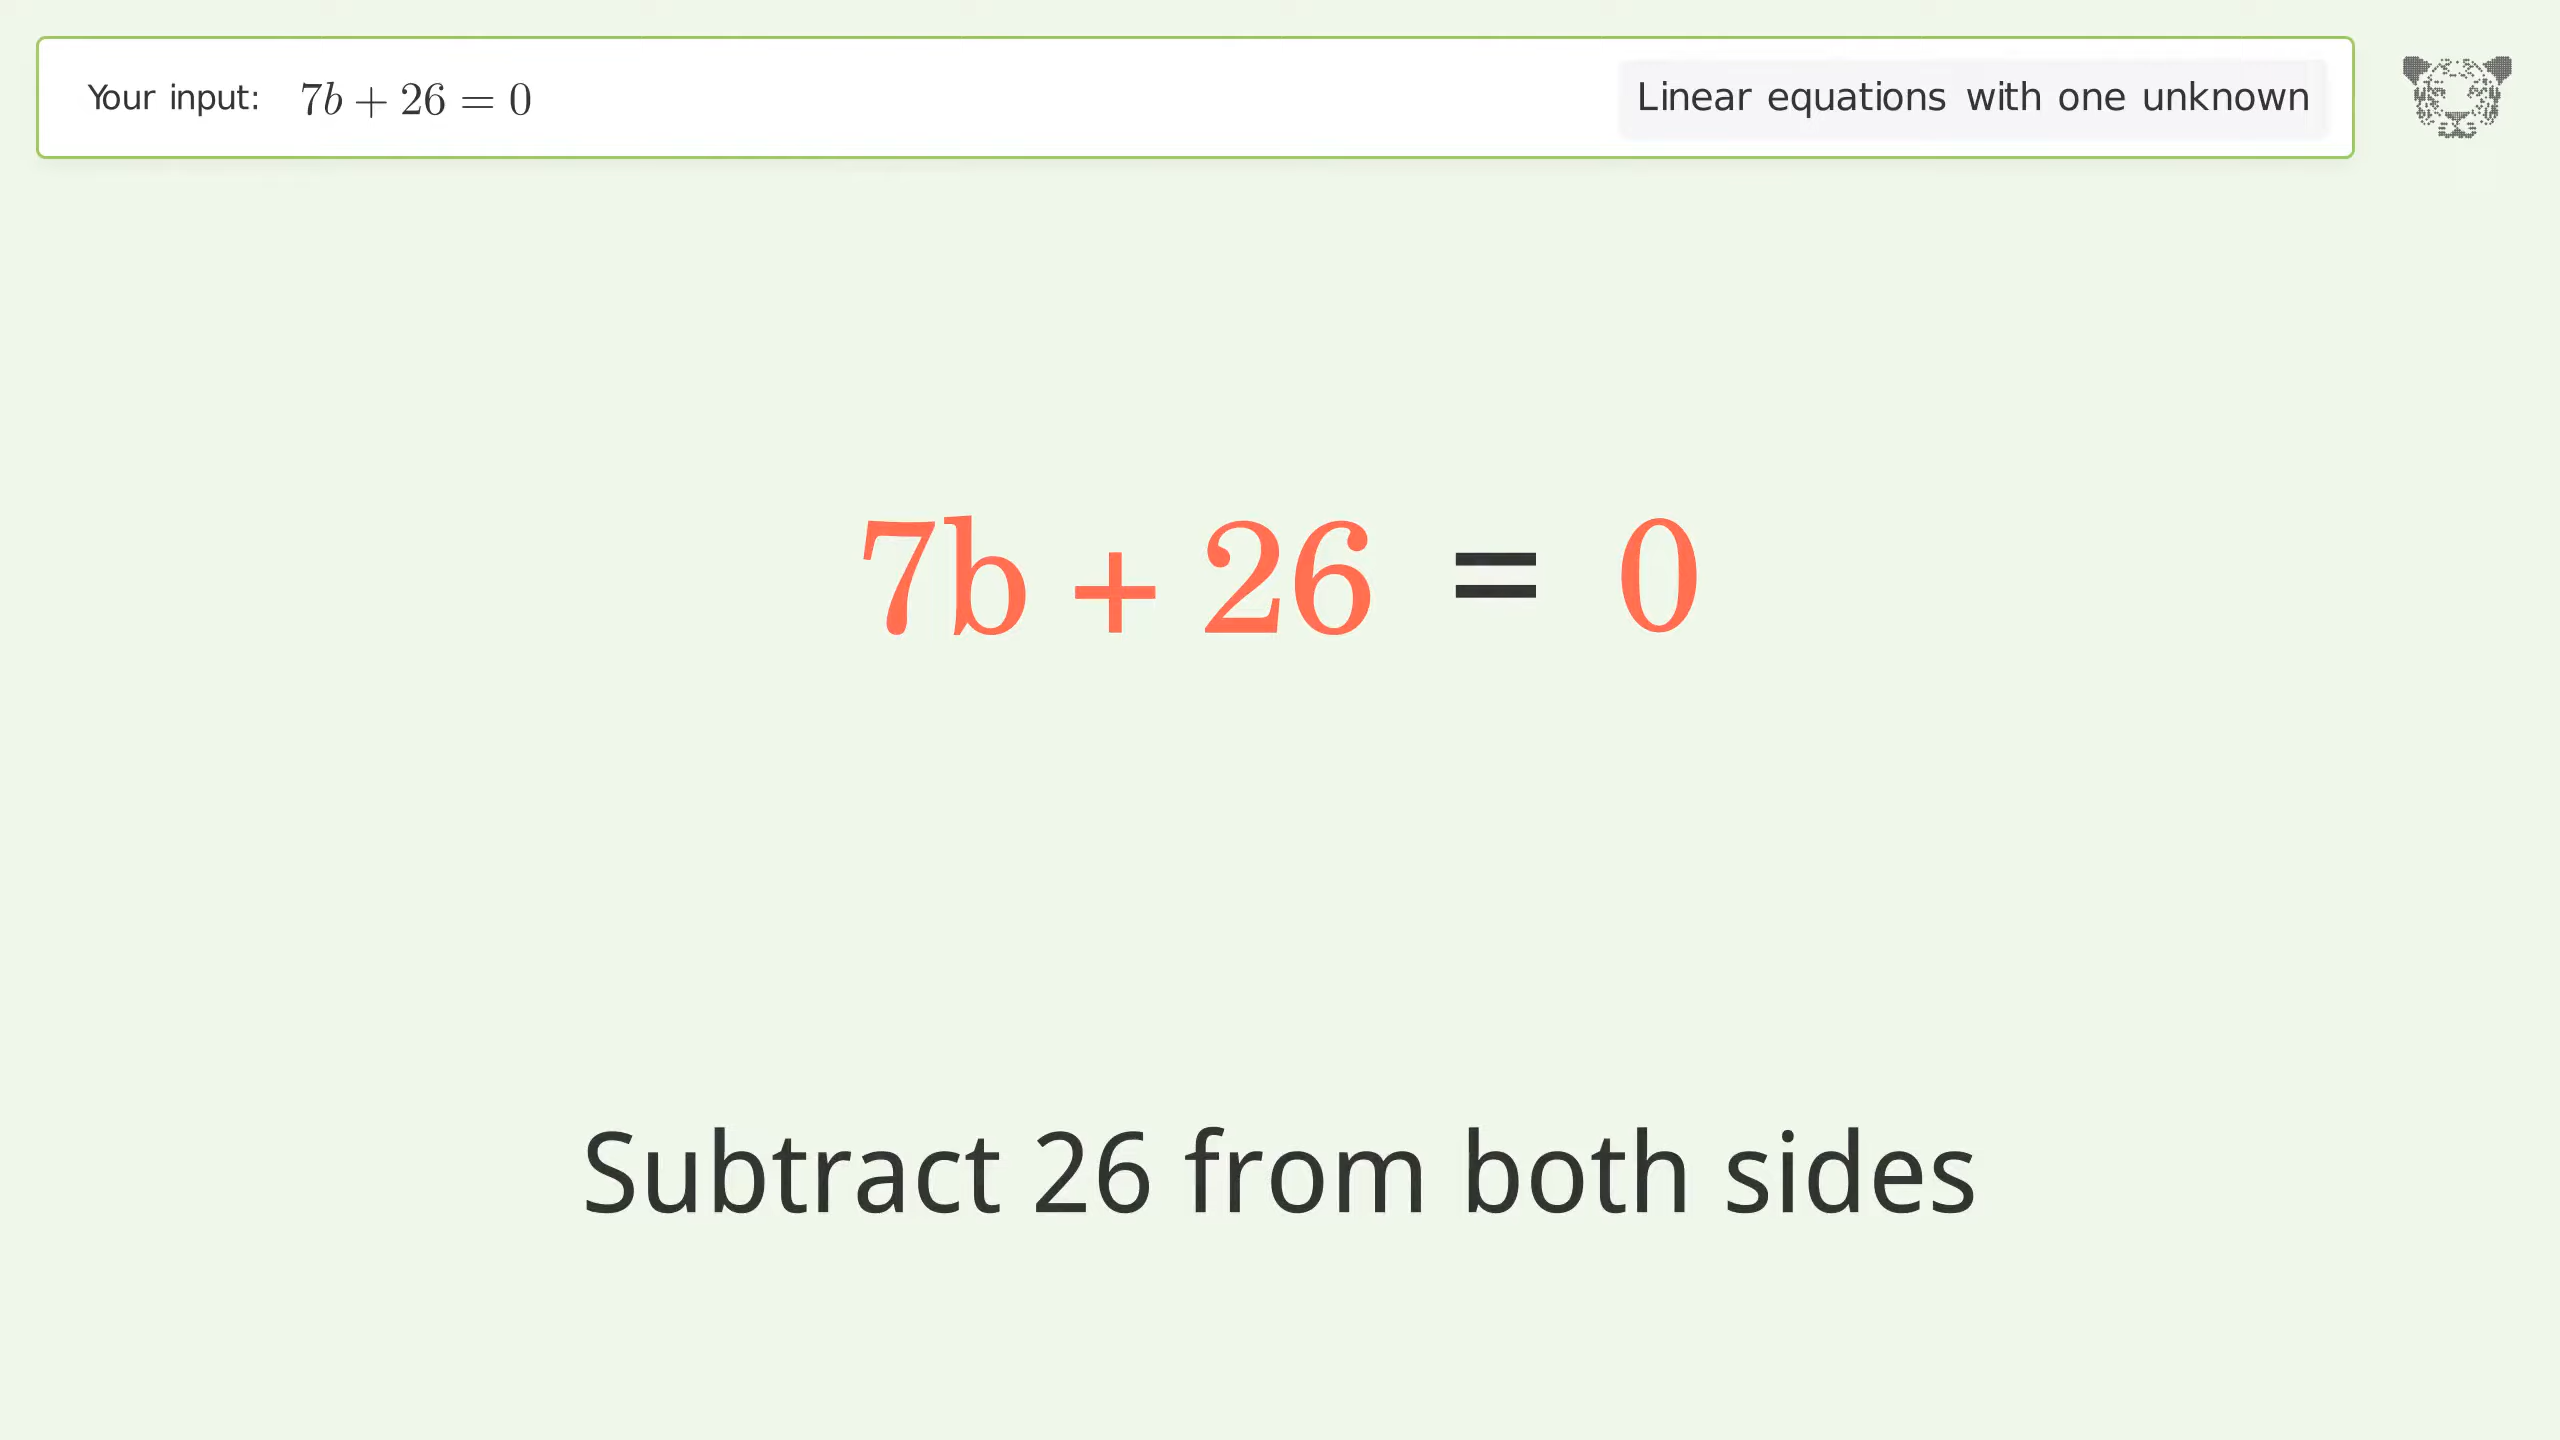 Your input: 7b + 26 = 0
Linear equations with one unknown
7b + 26 = 0
Subtract 26 from both sides